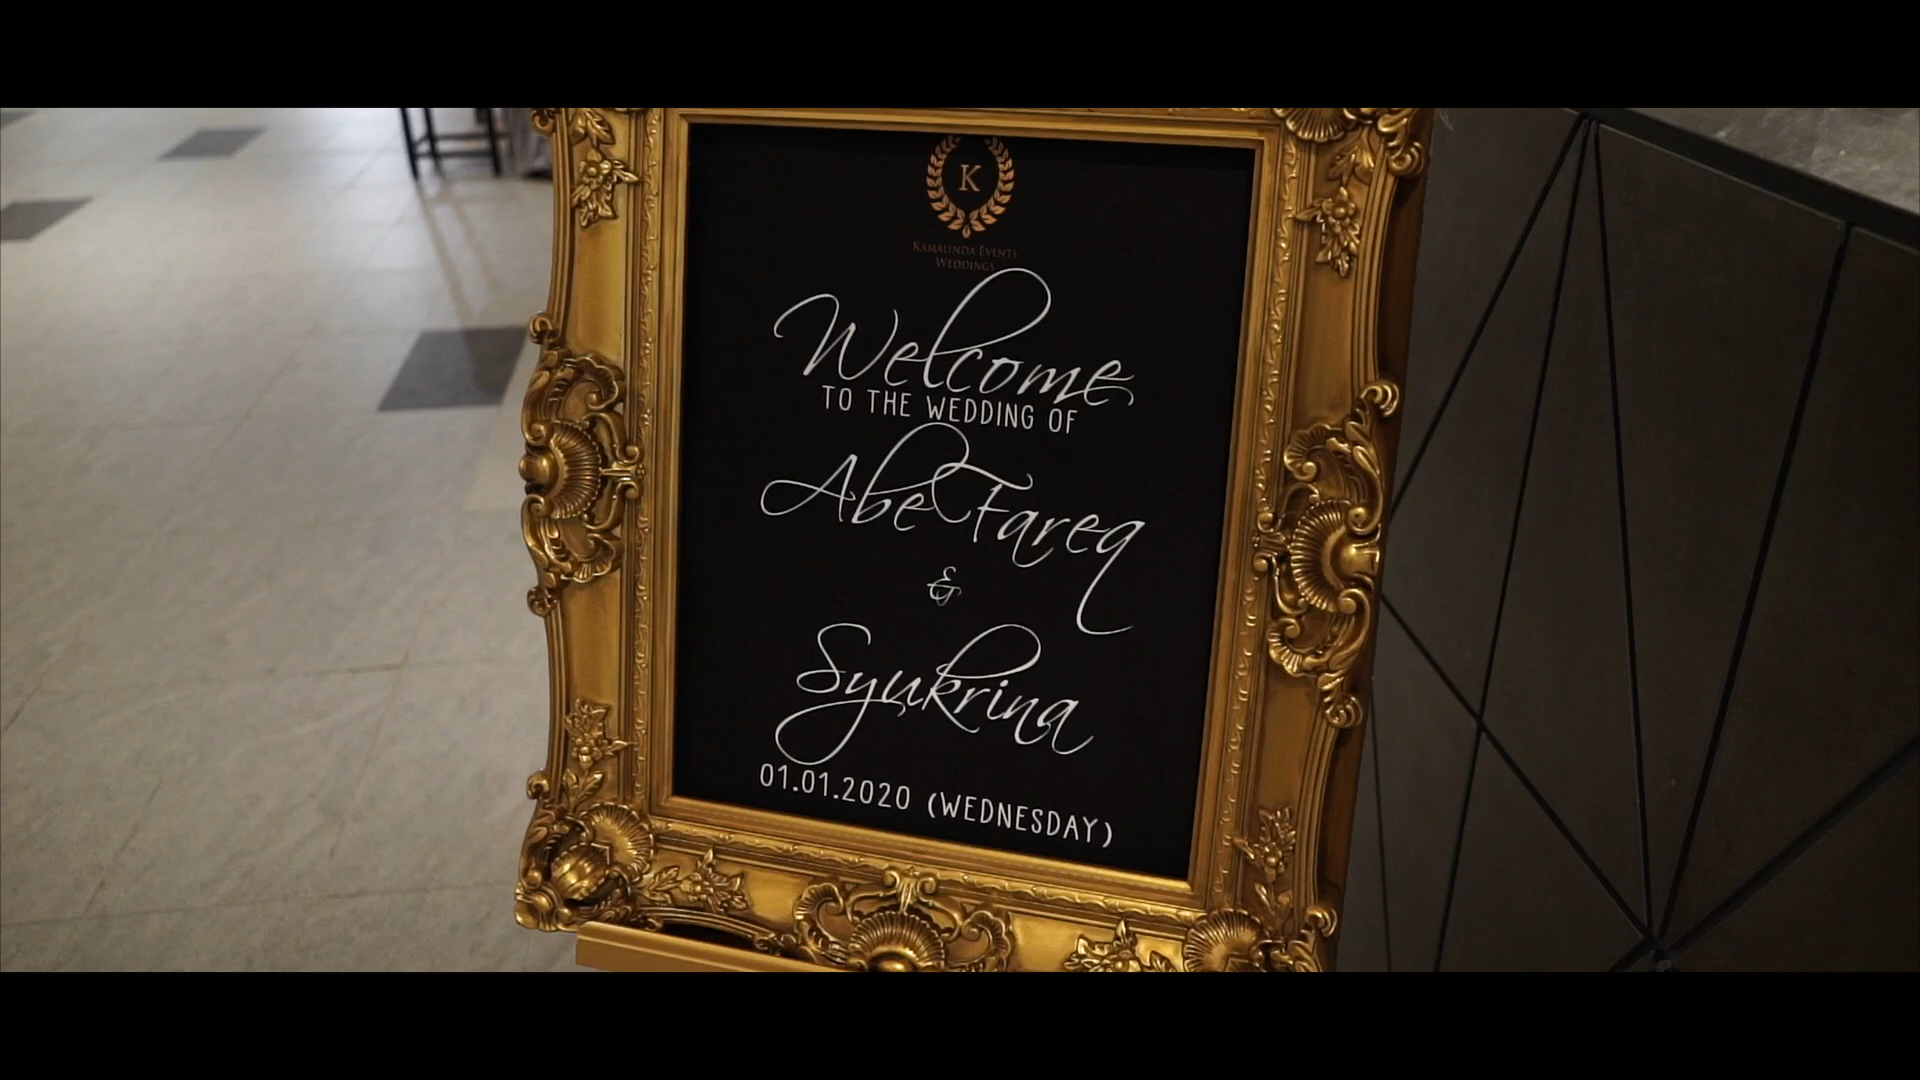 K
Kamalinda Events
Weddings
Welcome
TO THE WEDDING OF
Abe Fareq
&
Syukrina
01.01.2020 (WEDNESDAY)